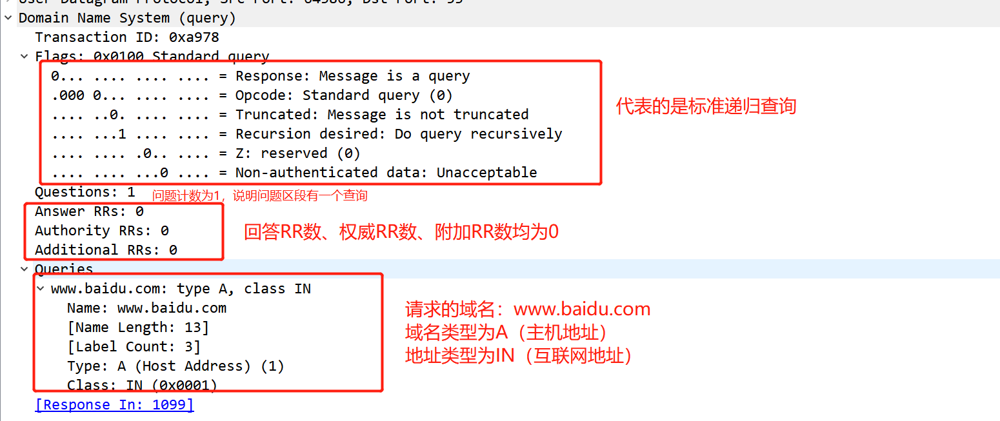 User Datagram Protocol, Src Port: 64386, Dst Port: 53
Domain Name System (query)
Transaction ID: 0xa978
Flags: 0x0100 Standard query
0... .... .... .... = Response: Message is a query
.000 0... .... .... = Opcode: Standard query (0)
.... ..0. .... .... = Truncated: Message is not truncated
.... ...1 .... .... = Recursion desired: Do query recursively
.... .... .0.. .... = Z: reserved (0)
.... .... ...0 .... = Non-authenticated data: Unacceptable
代表的是标准递归查询
Questions: 1
问题计数为1，说明问题区段有一个查询
Answer RRs: 0
Authority RRs: 0
Additional RRs: 0
回答RR数、权威RR数、附加RR数均为0
Queries
www.baidu.com: type A, class IN
Name: www.baidu.com
[Name Length: 13]
[Label Count: 3]
Type: A (Host Address) (1)
Class: IN (0x0001)
请求的域名：www.baidu.com
域名类型为A（主机地址）
地址类型为IN（互联网地址）
[Response In: 1099]